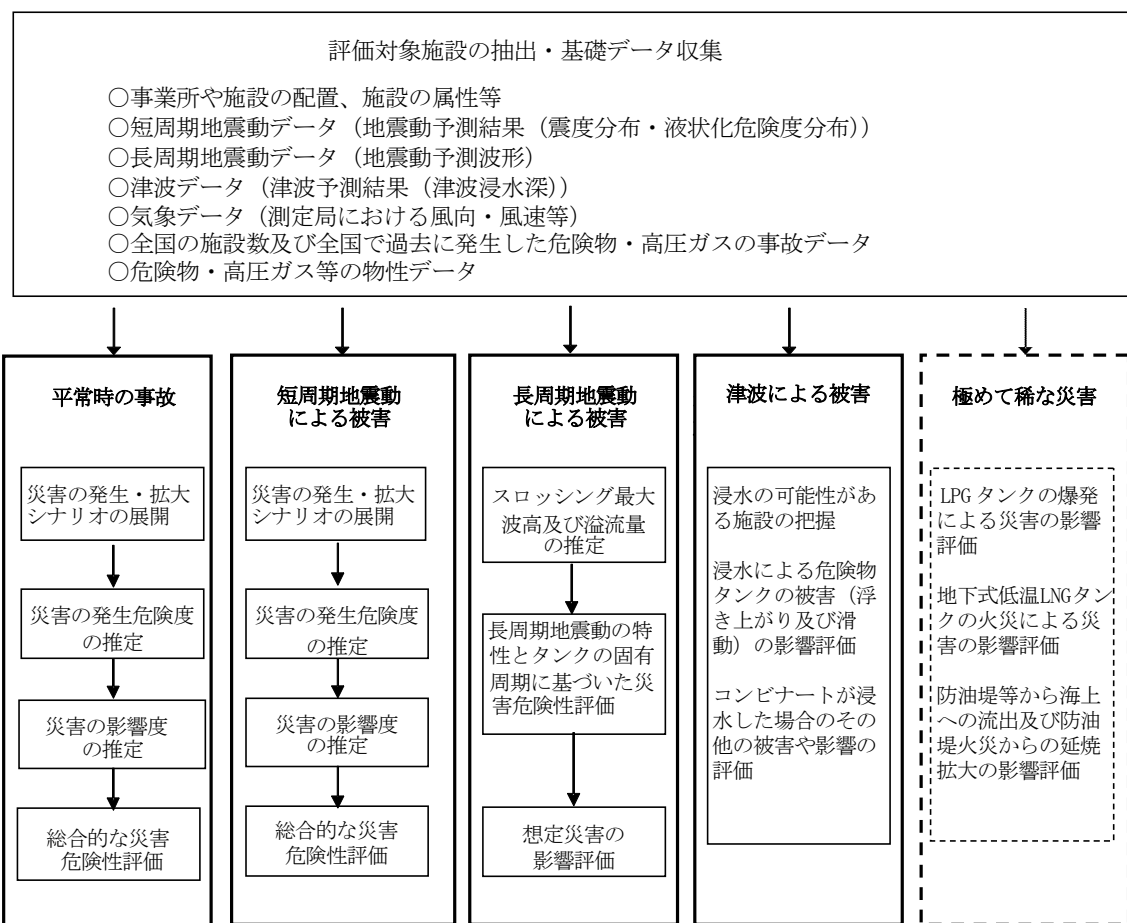 評価対象施設の抽出・基礎データ収集
○事業所や施設の配置、施設の属性等
○短周期地震動データ（地震動予測結果（震度分布・液状化危険度分布））
○長周期地震動データ（地震動予測波形）
○津波データ（津波予測結果（津波浸水深））
○気象データ（測定局における風向・風速等）
○全国の施設数及び全国で過去に発生した危険物・高圧ガスの事故データ
○危険物・高圧ガス等の物性データ
平常時の事故
災害の発生・拡大
シナリオの展開
災害の発生危険度
の推定
災害の影響度
の推定
総合的な災害
危険性評価
短周期地震動
による被害
災害の発生・拡大
シナリオの展開
災害の発生危険度
の推定
災害の影響度
の推定
総合的な災害
危険性評価
長周期地震動
による被害
スロッシング最大
波高及び溢流量
の推定
長周期地震動の特
性とタンクの固有
周期に基づいた災
害危険性評価
想定災害の
影響評価
津波による被害
浸水の可能性があ
る施設の把握
浸水による危険物
タンクの被害（浮
き上がり及び滑
動）の影響評価
コンビナートが浸
水した場合のその
他の被害や影響の
評価
極めて稀な災害
LPGタンクの爆発
による災害の影響
評価
地下式低温LNGタン
クの火災による災
害の影響評価
防油堤等から海上
への流出及び防油
堤火災からの延焼
拡大の影響評価